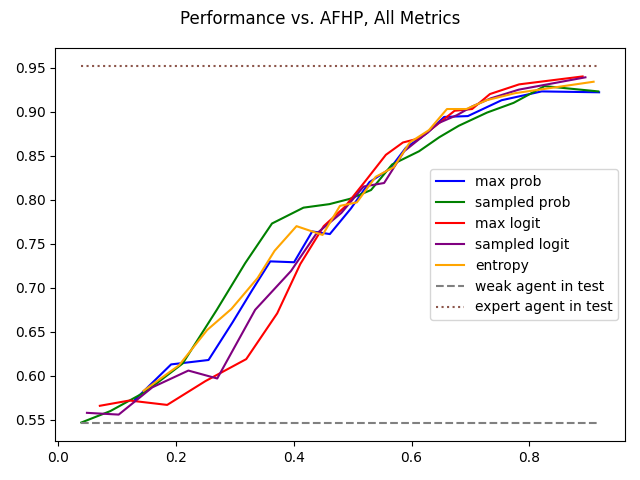 Performance vs. AFHP, All Metrics
0.95
0.90
0.85
0.80
0.75
0.70
0.65
0.60
0.55
0.0 0.2 0.4 0.6 0.8
max prob
sampled prob
max logit
sampled logit
entropy
weak agent in test
expert agent in test